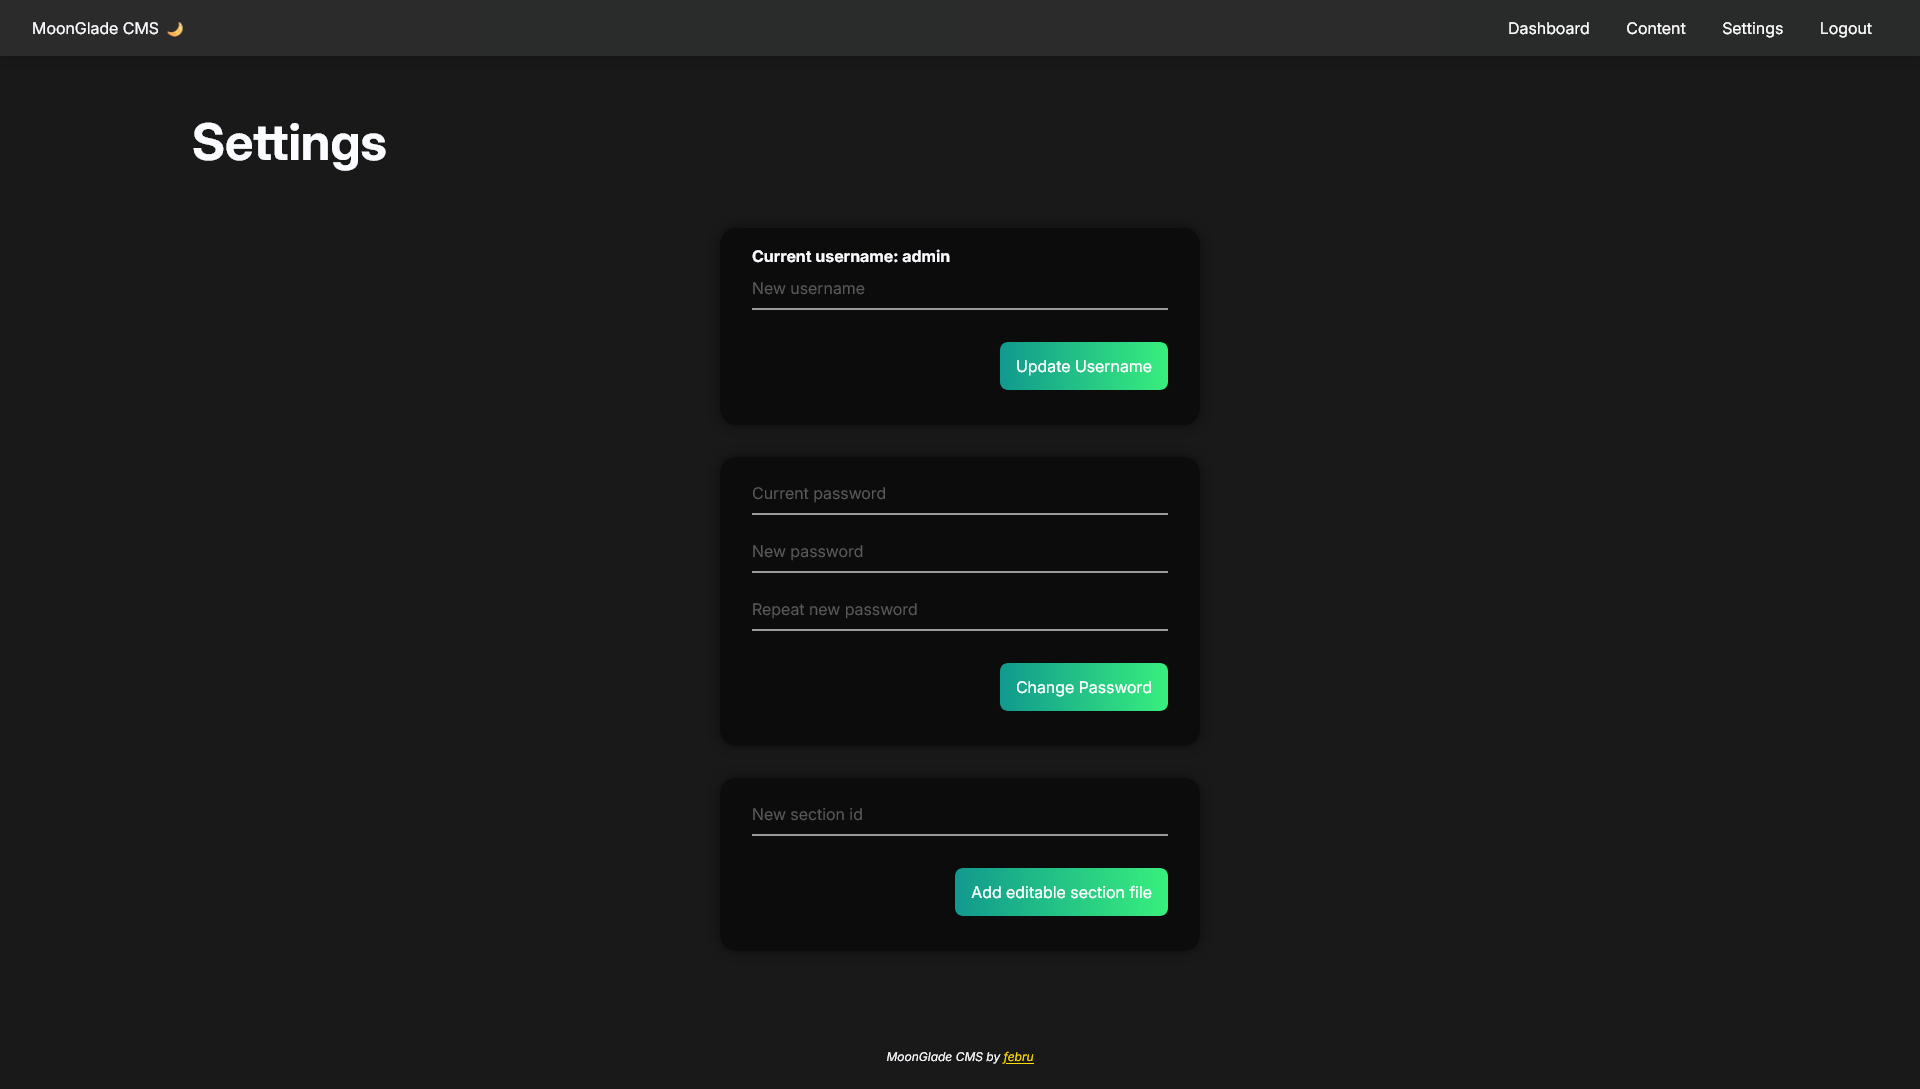 MoonGlade CMS 🌙
Dashboard Content Settings Logout
Settings
Current username: admin
New username
Update Username
Current password
New password
Repeat new password
Change Password
New section id
Add editable section file
MoonGlade CMS by febru